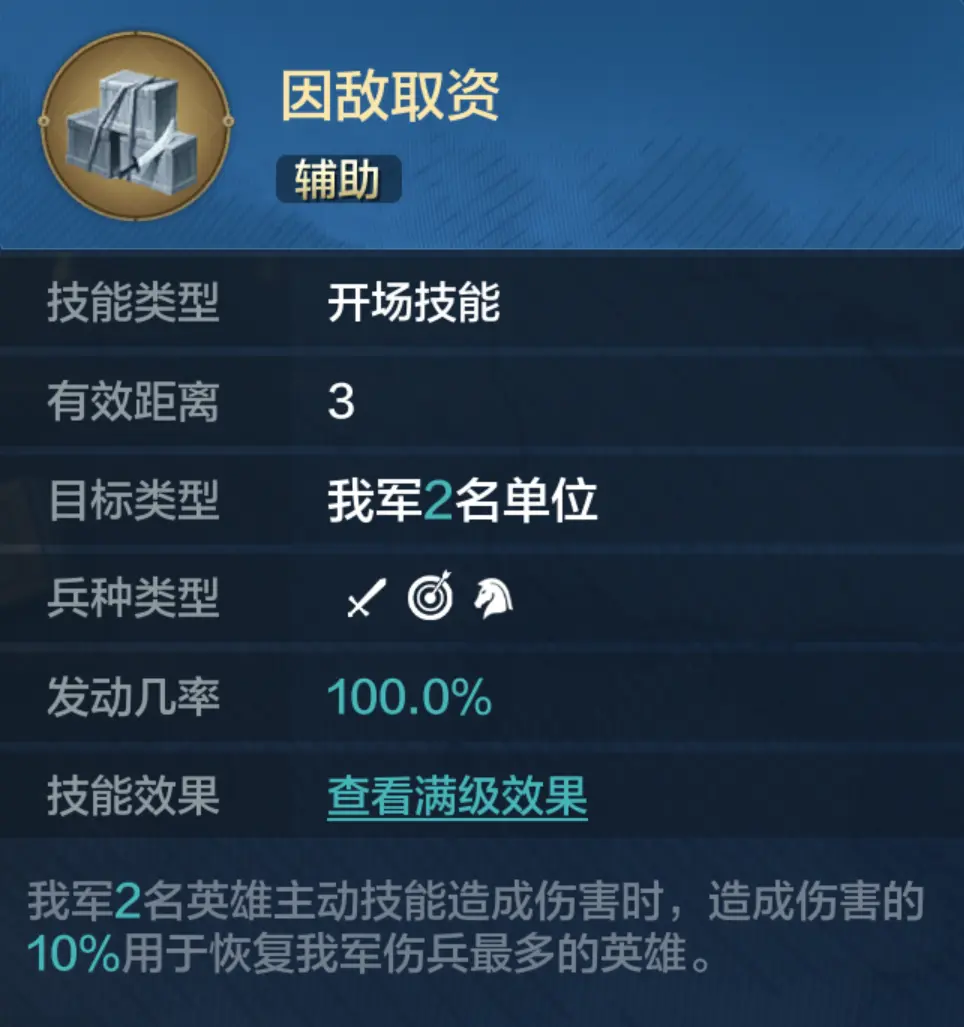 因敌取资
辅助
技能类型 开场技能
有效距离 3
目标类型 我军2名单位
兵种类型
发动几率 100.0%
技能效果 查看满级效果
我军2名英雄主动技能造成伤害时，造成伤害的
10%用于恢复我军伤兵最多的英雄。